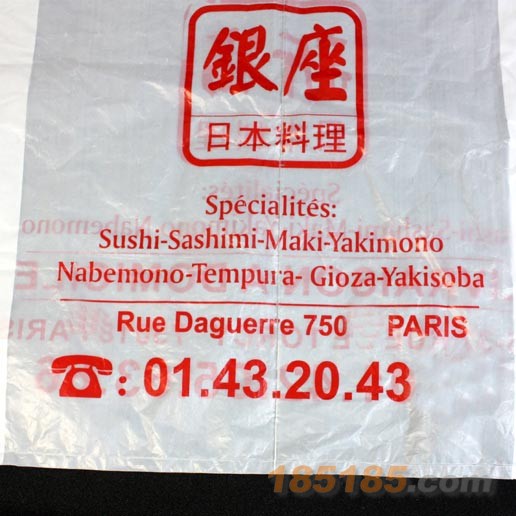 銀座
日本料理
Spécialités:
Sushi-Sashimi-Maki-Yakimono
Nabemono-Tempura- Gioza-Yakisoba
Rue Daguerre 750 PARIS
☎: 01.43.20.43
185185.com